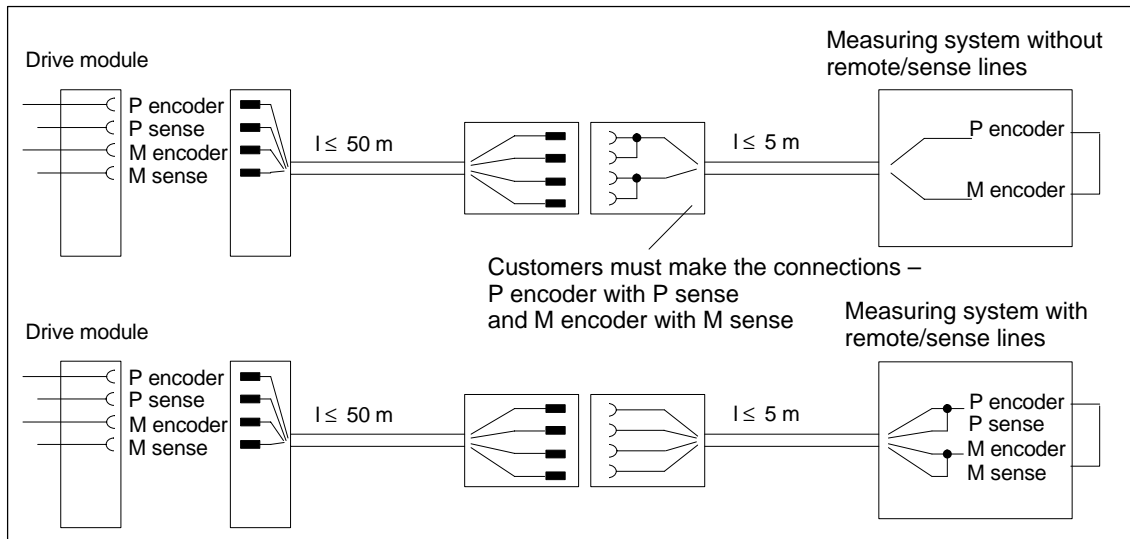 Measuring system without
remote/sense lines
Drive module
P encoder
P sense
M encoder
M sense
l ≤ 50 m
l ≤ 5 m
P encoder
M encoder
Customers must make the connections –
P encoder with P sense
and M encoder with M sense
Measuring system with
remote/sense lines
Drive module
P encoder
P sense
M encoder
M sense
l ≤ 50 m
l ≤ 5 m
P encoder
P sense
M encoder
M sense